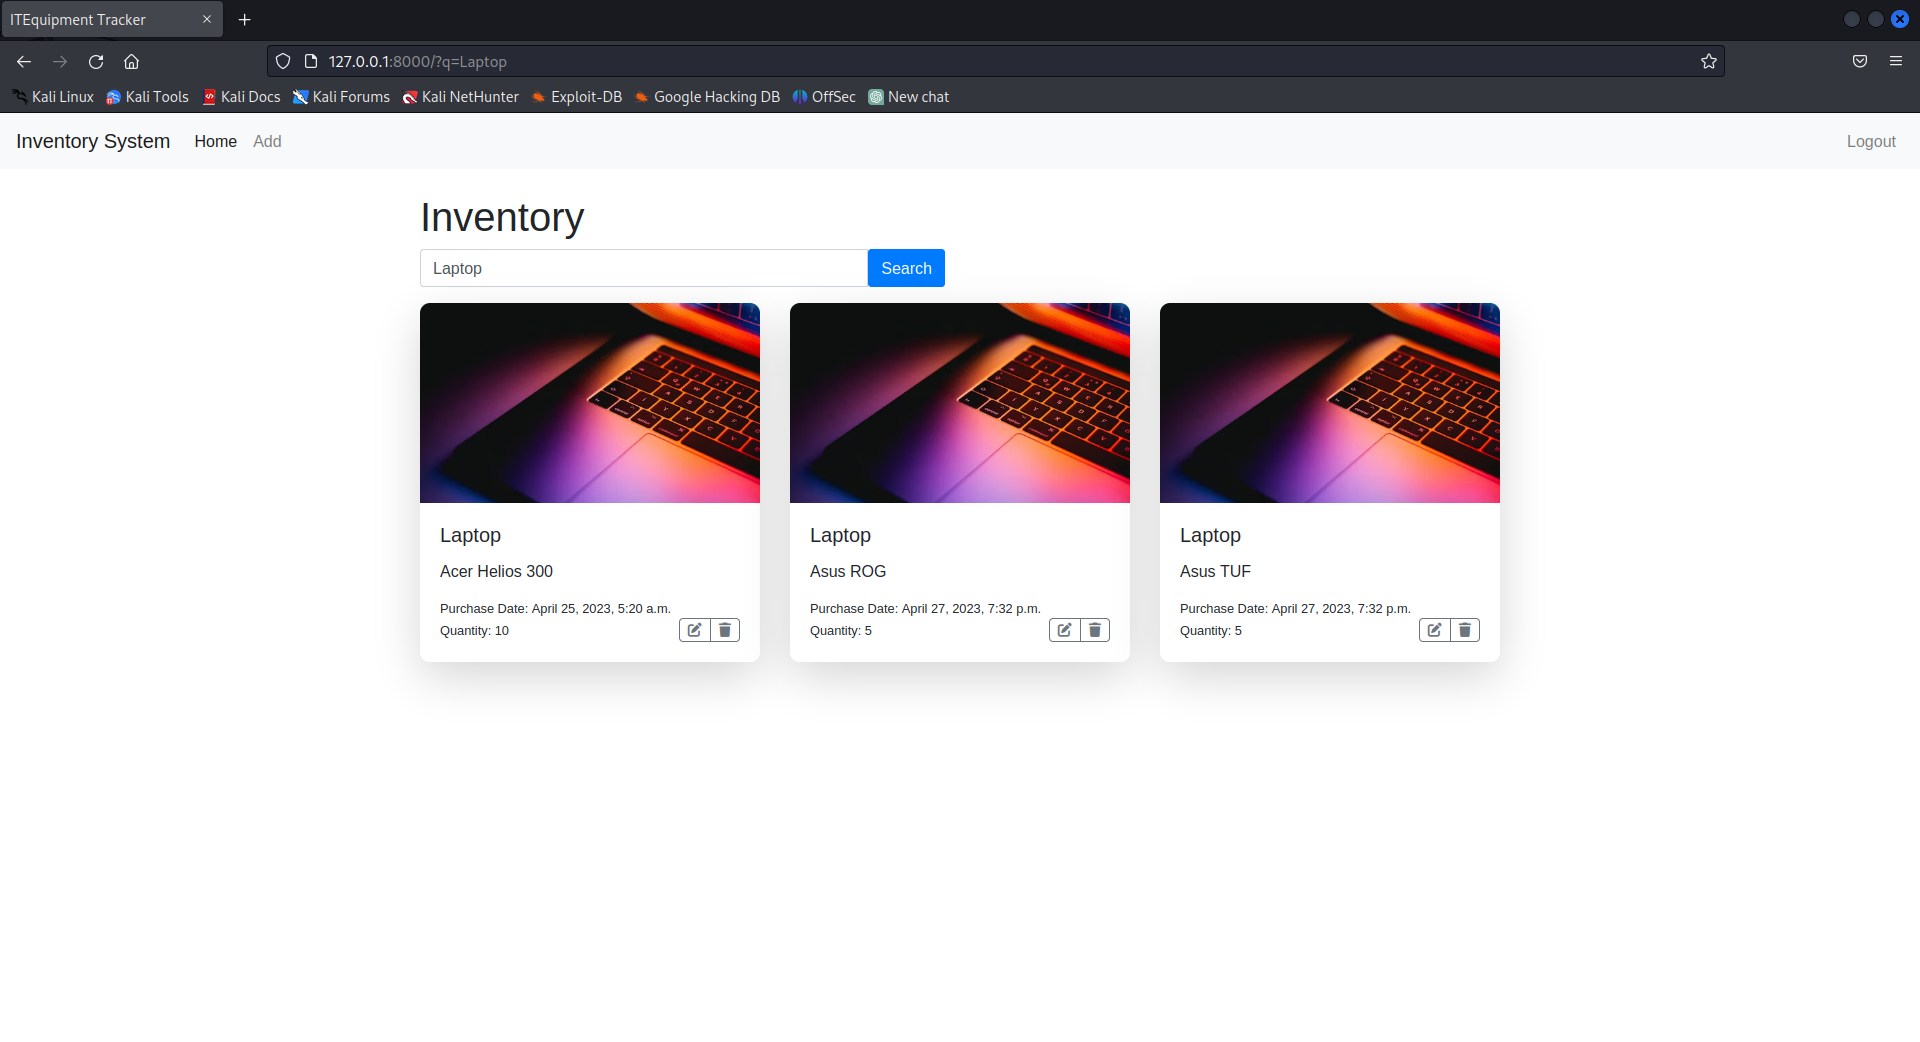 ITEquipment Tracker
127.0.0.1:8000/?q=Laptop
Kali Linux Kali Tools Kali Docs Kali Forums Kali NetHunter Exploit-DB Google Hacking DB OffSec New chat
Inventory System Home Add Logout
Inventory
Laptop Search
Laptop
Acer Helios 300
Purchase Date: April 25, 2023, 5:20 a.m.
Quantity: 10
Laptop
Asus ROG
Purchase Date: April 27, 2023, 7:32 p.m.
Quantity: 5
Laptop
Asus TUF
Purchase Date: April 27, 2023, 7:32 p.m.
Quantity: 5